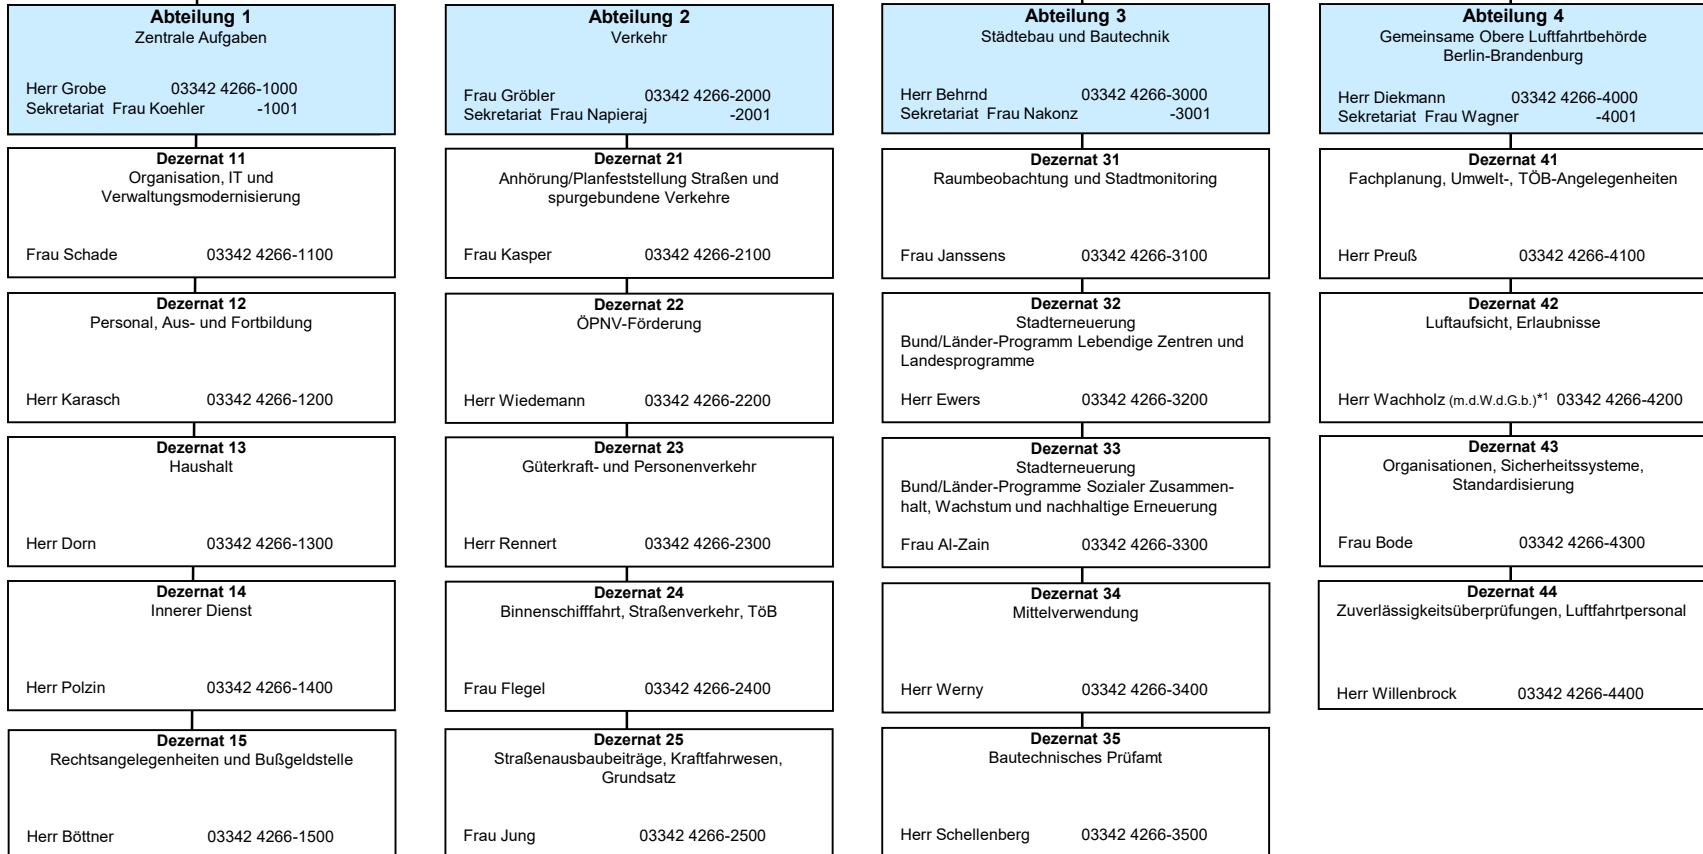 Abteilung 1
Zentrale Aufgaben
Herr Grobe 03342 4266-1000
Sekretariat Frau Koehler -1001
Dezernat 11
Organisation, IT und
Verwaltungsmodernisierung
Frau Schade 03342 4266-1100
Dezernat 12
Personal, Aus- und Fortbildung
Herr Karasch 03342 4266-1200
Dezernat 13
Haushalt
Herr Dorn 03342 4266-1300
Dezernat 14
Innerer Dienst
Herr Polzin 03342 4266-1400
Dezernat 15
Rechtsangelegenheiten und Bußgeldstelle
Herr Böttner 03342 4266-1500
Abteilung 2
Verkehr
Frau Gröbler 03342 4266-2000
Sekretariat Frau Napieraj -2001
Dezernat 21
Anhörung/Planfeststellung Straßen und
spurgebundene Verkehre
Frau Kasper 03342 4266-2100
Dezernat 22
ÖPNV-Förderung
Herr Wiedemann 03342 4266-2200
Dezernat 23
Güterkraft- und Personenverkehr
Herr Rennert 03342 4266-2300
Dezernat 24
Binnenschifffahrt, Straßenverkehr, TöB
Frau Flegel 03342 4266-2400
Dezernat 25
Straßenausbaubeiträge, Kraftfahrwesen,
Grundsatz
Frau Jung 03342 4266-2500
Abteilung 3
Städtebau und Bautechnik
Herr Behrnd 03342 4266-3000
Sekretariat Frau Nakonz -3001
Dezernat 31
Raumbeobachtung und Stadtmonitoring
Frau Janssens 03342 4266-3100
Dezernat 32
Stadterneuerung
Bund/Länder-Programm Lebendige Zentren und
Landesprogramme
Herr Ewers 03342 4266-3200
Dezernat 33
Stadterneuerung
Bund/Länder-Programme Sozialer Zusammen-
halt, Wachstum und nachhaltige Erneuerung
Frau Al-Zain 03342 4266-3300
Dezernat 34
Mittelverwendung
Herr Werny 03342 4266-3400
Dezernat 35
Bautechnisches Prüfamt
Herr Schellenberg 03342 4266-3500
Abteilung 4
Gemeinsame Obere Luftfahrtbehörde
Berlin-Brandenburg
Herr Diekmann 03342 4266-4000
Sekretariat Frau Wagner -4001
Dezernat 41
Fachplanung, Umwelt-, TÖB-Angelegenheiten
Herr Preuß 03342 4266-4100
Dezernat 42
Luftaufsicht, Erlaubnisse
Herr Wachholz (m.d.W.d.G.b.)*¹ 03342 4266-4200
Dezernat 43
Organisationen, Sicherheitssysteme,
Standardisierung
Frau Bode 03342 4266-4300
Dezernat 44
Zuverlässigkeitsüberprüfungen, Luftfahrtpersonal
Herr Willenbrock 03342 4266-4400